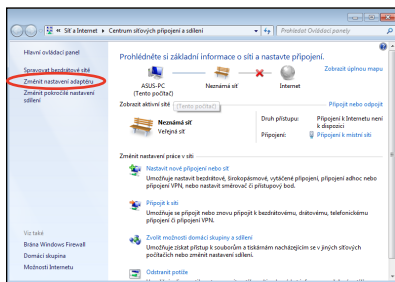 « Síť a Internet ▸ Centrum síťových připojení a sdílení
Prohledat Ovládací panely
Hlavní ovládací panel
Spravovat bezdrátové sítě
Změnit nastavení adaptéru
Změnit pokročilé nastavení
sdílení
Viz také
Brána Windows Firewall
Domácí skupina
Možnosti Internetu
Prohlédněte si základní informace o síti a nastavte připojení.
Zobrazit úplnou mapu
ASUS-PC
(Tento počítač)
Neznámá síť
Internet
Zobrazit aktivní sítě
(Tento počítač)
Připojit nebo odpojit
Neznámá síť
Veřejná síť
Druh přístupu:
Připojení k Internetu není
k dispozici
Připojení:
Připojení k místní síti
Změnit nastavení práce v síti
Nastavit nové připojení nebo síť
Umožňuje nastavit bezdrátové, širokopásmové, vytáčené připojení, připojení adhoc nebo
připojení VPN, nebo nastavit směrovač či přístupový bod.
Připojit k síti
Umožňuje se připojit nebo znovu připojit k bezdrátovému, drátovému, telefonickému
připojení či připojení VPN.
Zvolit možnosti domácí skupiny a sdílení
Umožňuje získat přístup k souborům a tiskárnám nacházejícím se v jiných síťových
počítačích nebo změnit nastavení sdílení.
Odstranit potíže